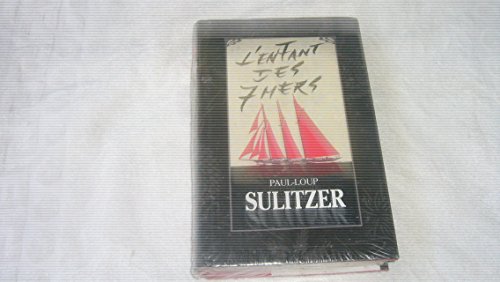 L'ENFANT
DES
7 MERS
PAUL-LOUP
SULITZER